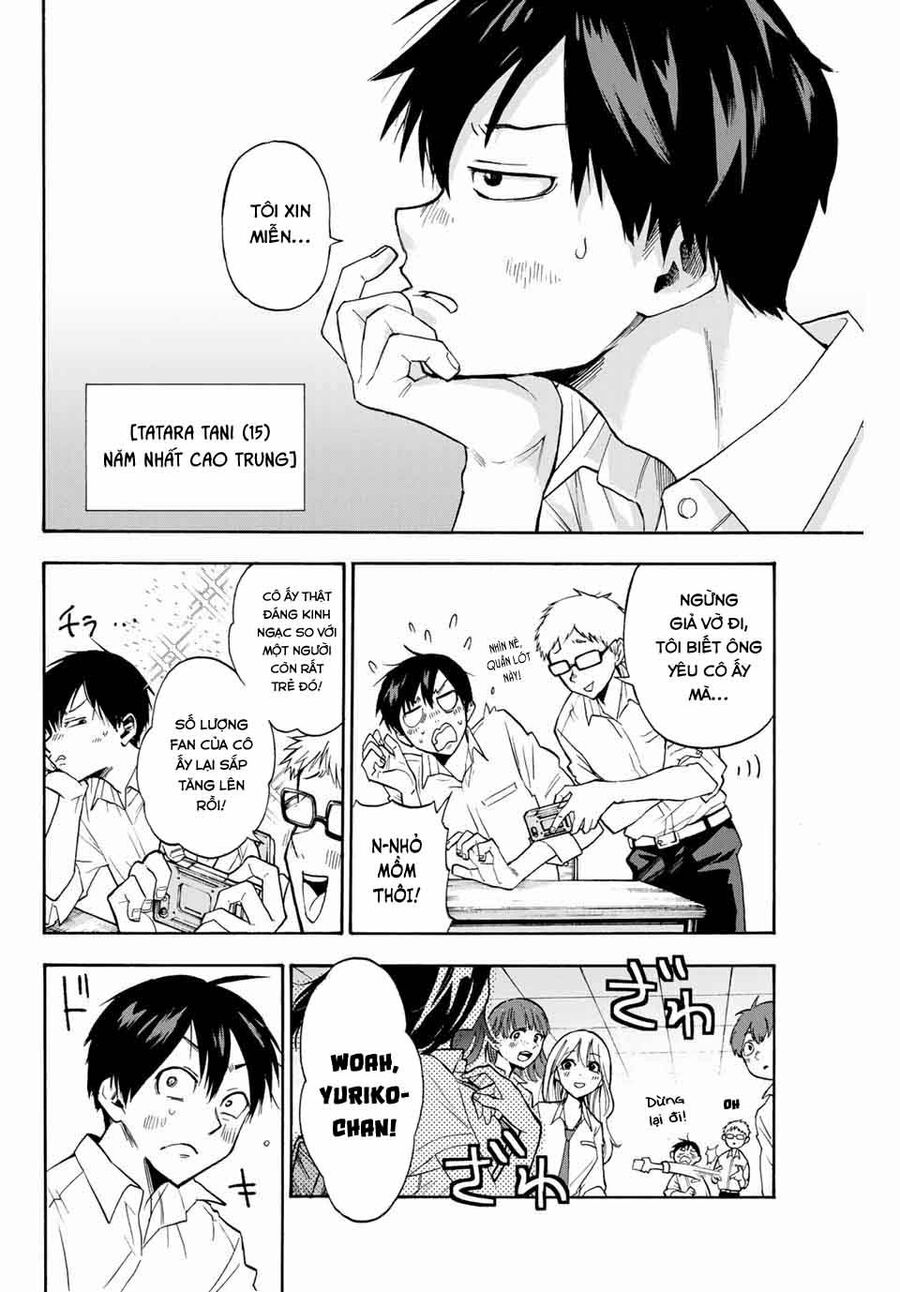 TÔI XIN
MIỄN...
[TATARA TANI (15)
NĂM NHẤT CAO TRUNG]
NGỪNG
GIẢ VỜ ĐI,
TÔI BIẾT ÔNG
YÊU CÔ ẤY
MÀ...
NHÌN NÈ,
QUẦN LÓT
NÀY!
N-NHỎ
MỒM
THÔI!
CÔ ẤY THẬT
ĐÁNG KINH
NGẠC SO VỚI
MỘT NGƯỜI
CÒN RẤT
TRẺ ĐÓ!
SỐ LƯỢNG
FAN CỦA CÔ
ẤY LẠI SẮP
TĂNG LÊN
RỒI!
チラ...
ざわ
DỪNG
LẠI ĐI!
OH
WOAH,
YURIKO-
CHAN!
ざわ
ド